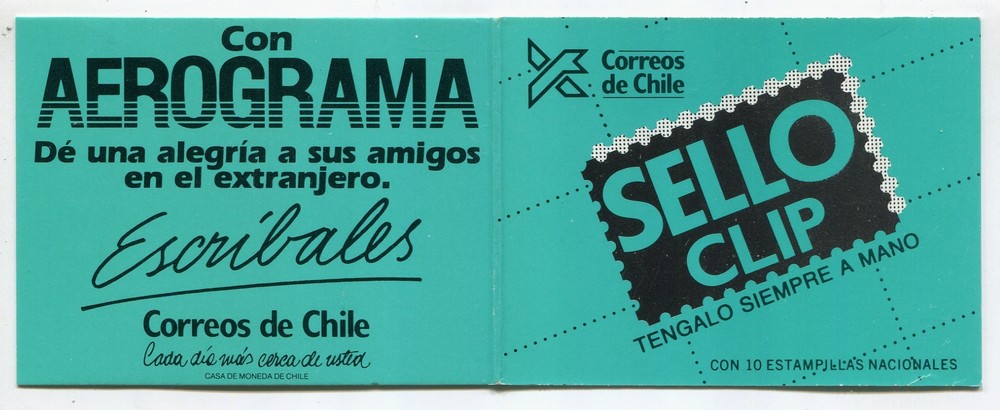 Con
AEROGRAMA
Dé una alegría a sus amigos
en el extranjero.
Escríbales
Correos de Chile
Cada día más cerca de usted
CASA DE MONEDA DE CHILE
Correos
de Chile
SELLO
CLIP
TENGALO SIEMPRE A MANO
CON 10 ESTAMPILLAS NACIONALES